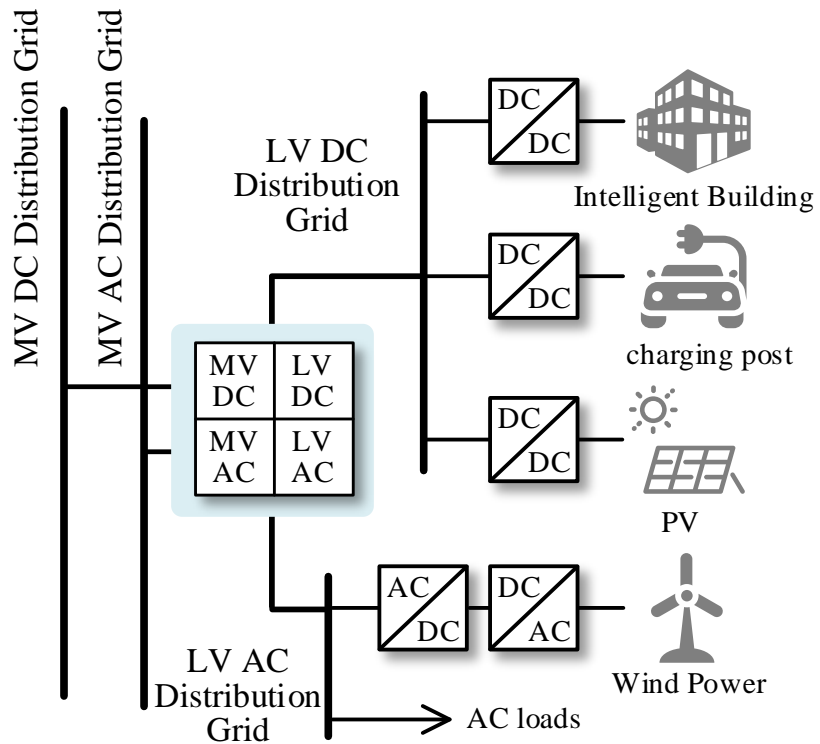 MV DC Distribution Grid
MV AC Distribution Grid
LV DC
Distribution
Grid
DC
DC
Intelligent Building
DC
DC
charging post
MV
DC
LV
DC
MV
AC
LV
AC
DC
DC
PV
AC
DC
DC
AC
Wind Power
LV AC
Distribution
Grid
AC loads